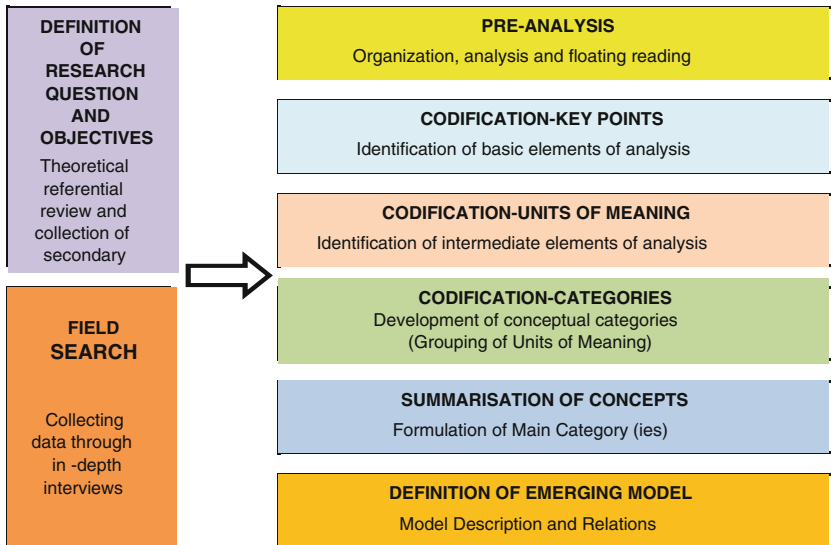 DEFINITION
OF
RESEARCH
QUESTION
AND
OBJECTIVES
Theoretical
referential
review and
collection of
secondary
FIELD
SEARCH
Collecting
data through
in -depth
interviews
PRE-ANALYSIS
Organization, analysis and floating reading
CODIFICATION-KEY POINTS
Identification of basic elements of analysis
CODIFICATION-UNITS OF MEANING
Identification of intermediate elements of analysis
CODIFICATION-CATEGORIES
Development of conceptual categories
(Grouping of Units of Meaning)
SUMMARISATION OF CONCEPTS
Formulation of Main Category (ies)
DEFINITION OF EMERGING MODEL
Model Description and Relations